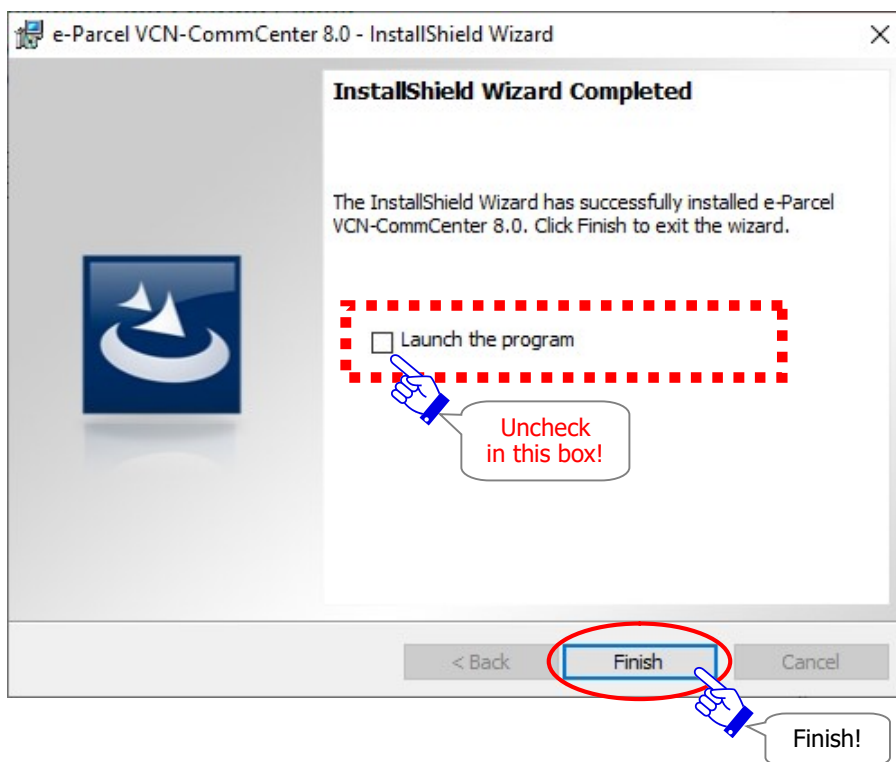 e-Parcel VCN-CommCenter 8.0 - InstallShield Wizard
InstallShield Wizard Completed
The InstallShield Wizard has successfully installed e-Parcel
VCN-CommCenter 8.0. Click Finish to exit the wizard.
Launch the program
Uncheck
in this box!
< Back
Finish
Cancel
Finish!